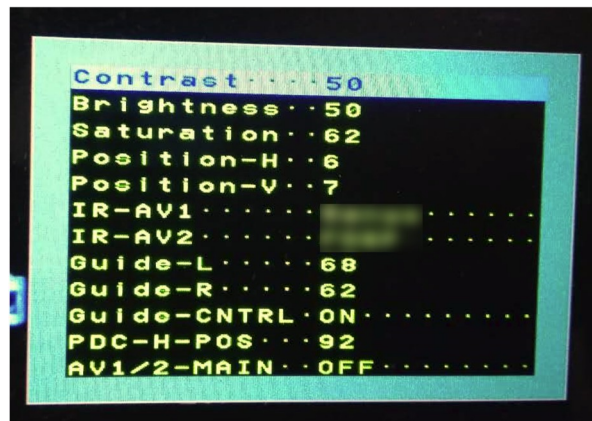 Contrast····50
Brightness··50
Saturation··62
Position-H··6
Position-V··7
IR-AV1······ ······
IR-AV2······ ······
Guide-L·····68
Guide-R·····62
Guide-CNTRL·ON·········
PDC-H-POS···92
AV1/2-MAIN··OFF········